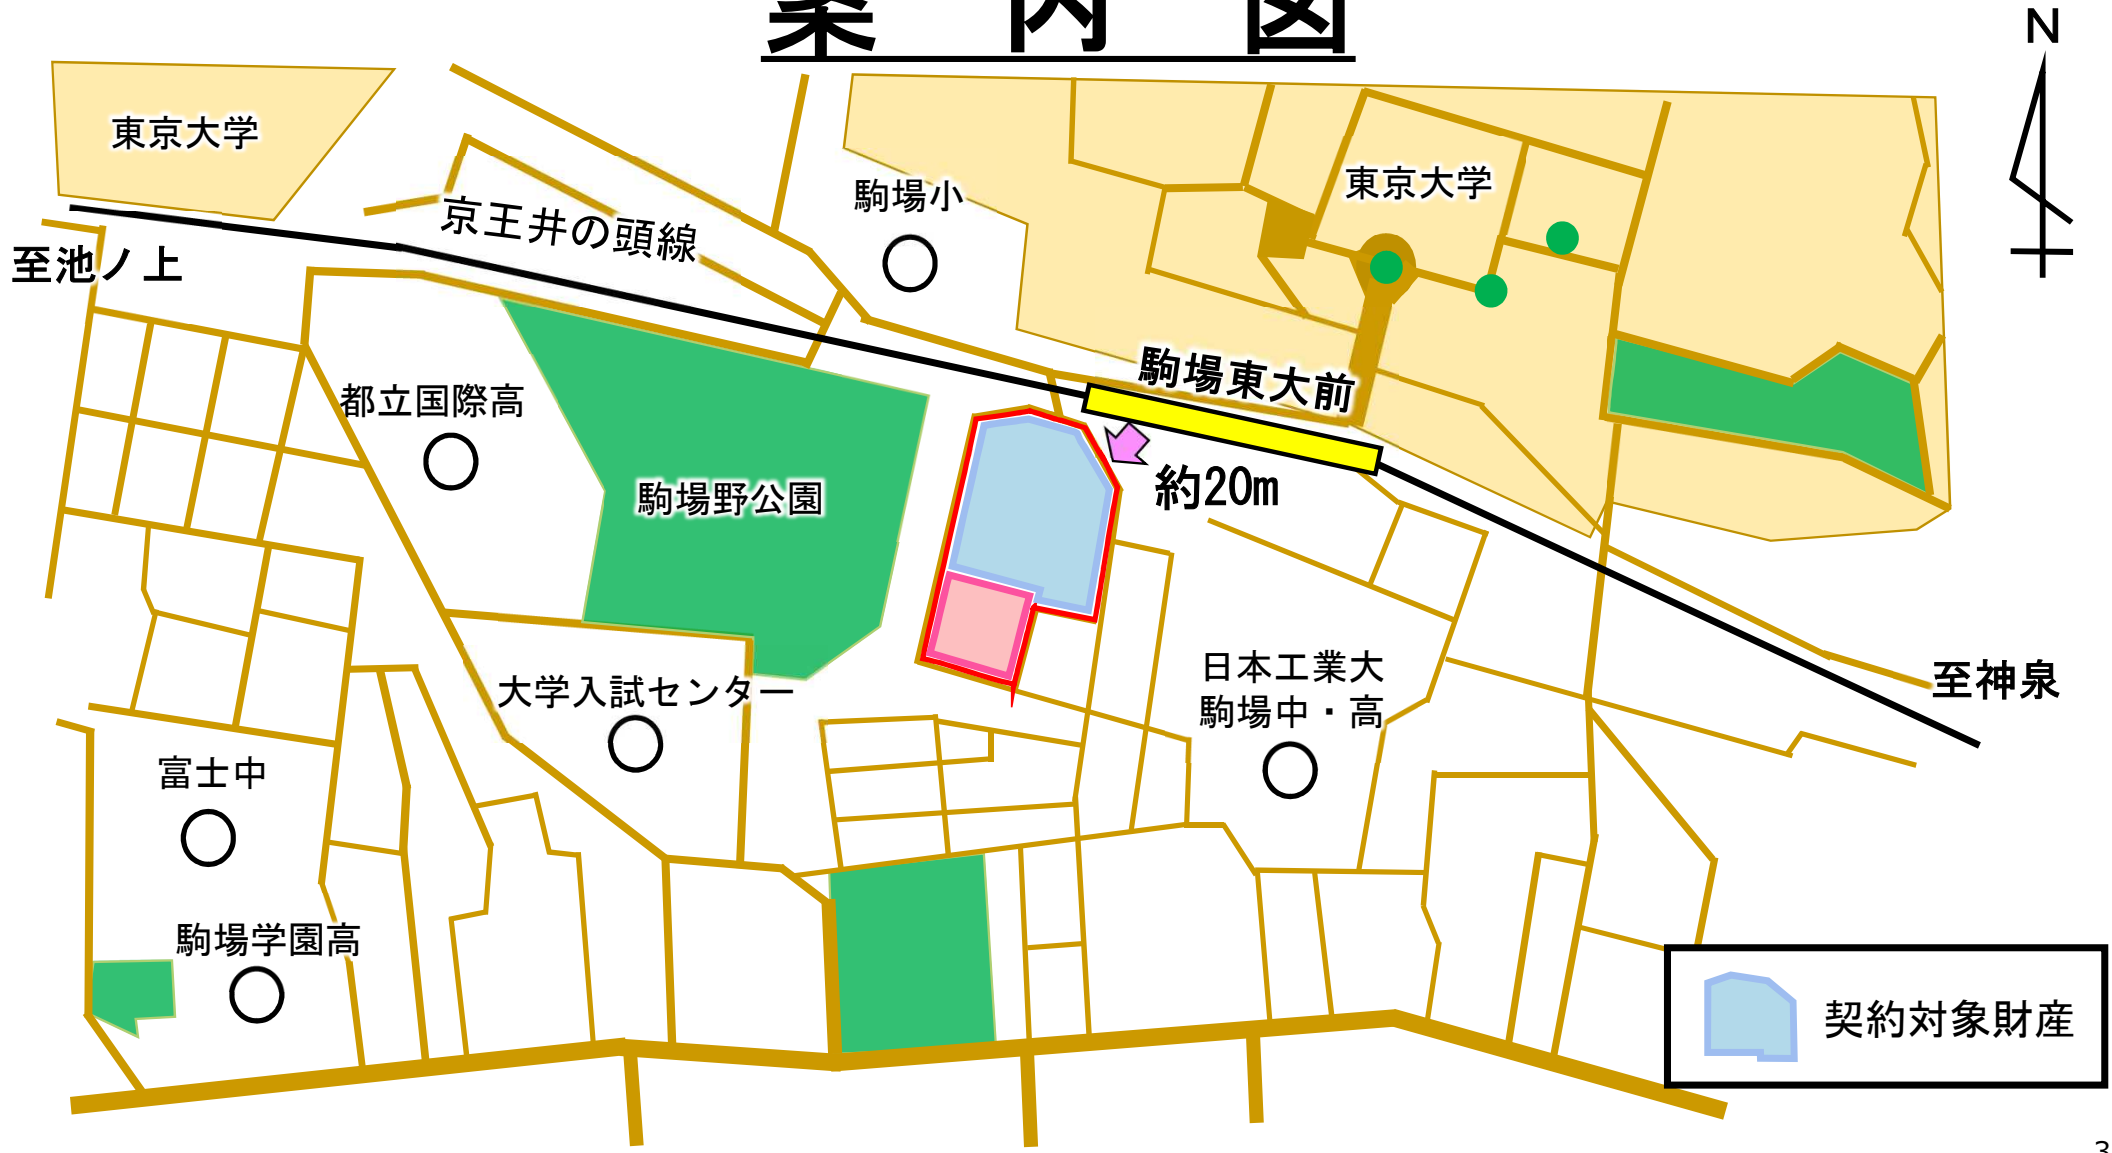 案 内 図
N
東京大学
駒場小
東京大学
京王井の頭線
至池ノ上
駒場東大前
都立国際高
約20m
駒場野公園
日本工業大
駒場中・高
至神泉
大学入試センター
富士中
駒場学園高
契約対象財産
3